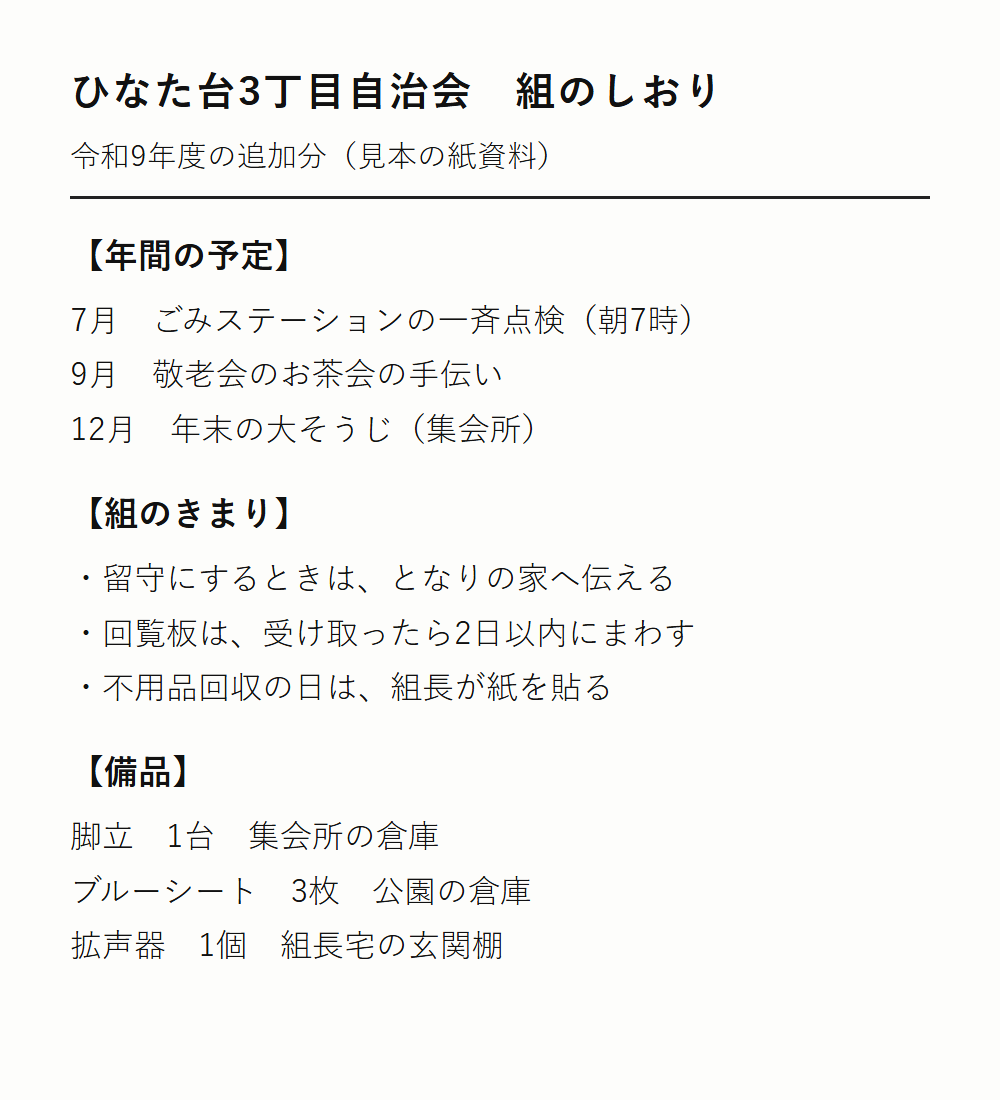 ひなた台3丁目自治会　組のしおり
令和9年度の追加分（見本の紙資料）
【年間の予定】
7月　ごみステーションの一斉点検（朝7時）
9月　敬老会のお茶会の手伝い
12月　年末の大そうじ（集会所）
【組のきまり】
・留守にするときは、となりの家へ伝える
・回覧板は、受け取ったら2日以内にまわす
・不用品回収の日は、組長が紙を貼る
【備品】
脚立　1台　集会所の倉庫
ブルーシート　3枚　公園の倉庫
拡声器　1個　組長宅の玄関棚